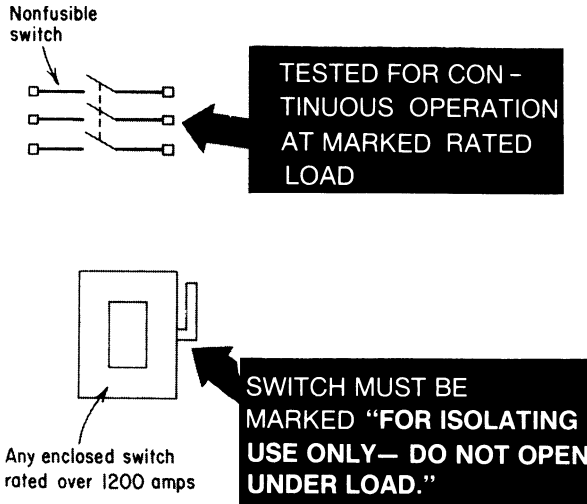 Nonfusible
switch
TESTED FOR CON –
TINUOUS OPERATION
AT MARKED RATED
LOAD
SWITCH MUST BE
MARKED “FOR ISOLATING
USE ONLY— DO NOT OPEN
UNDER LOAD.”
Any enclosed switch
rated over 1200 amps